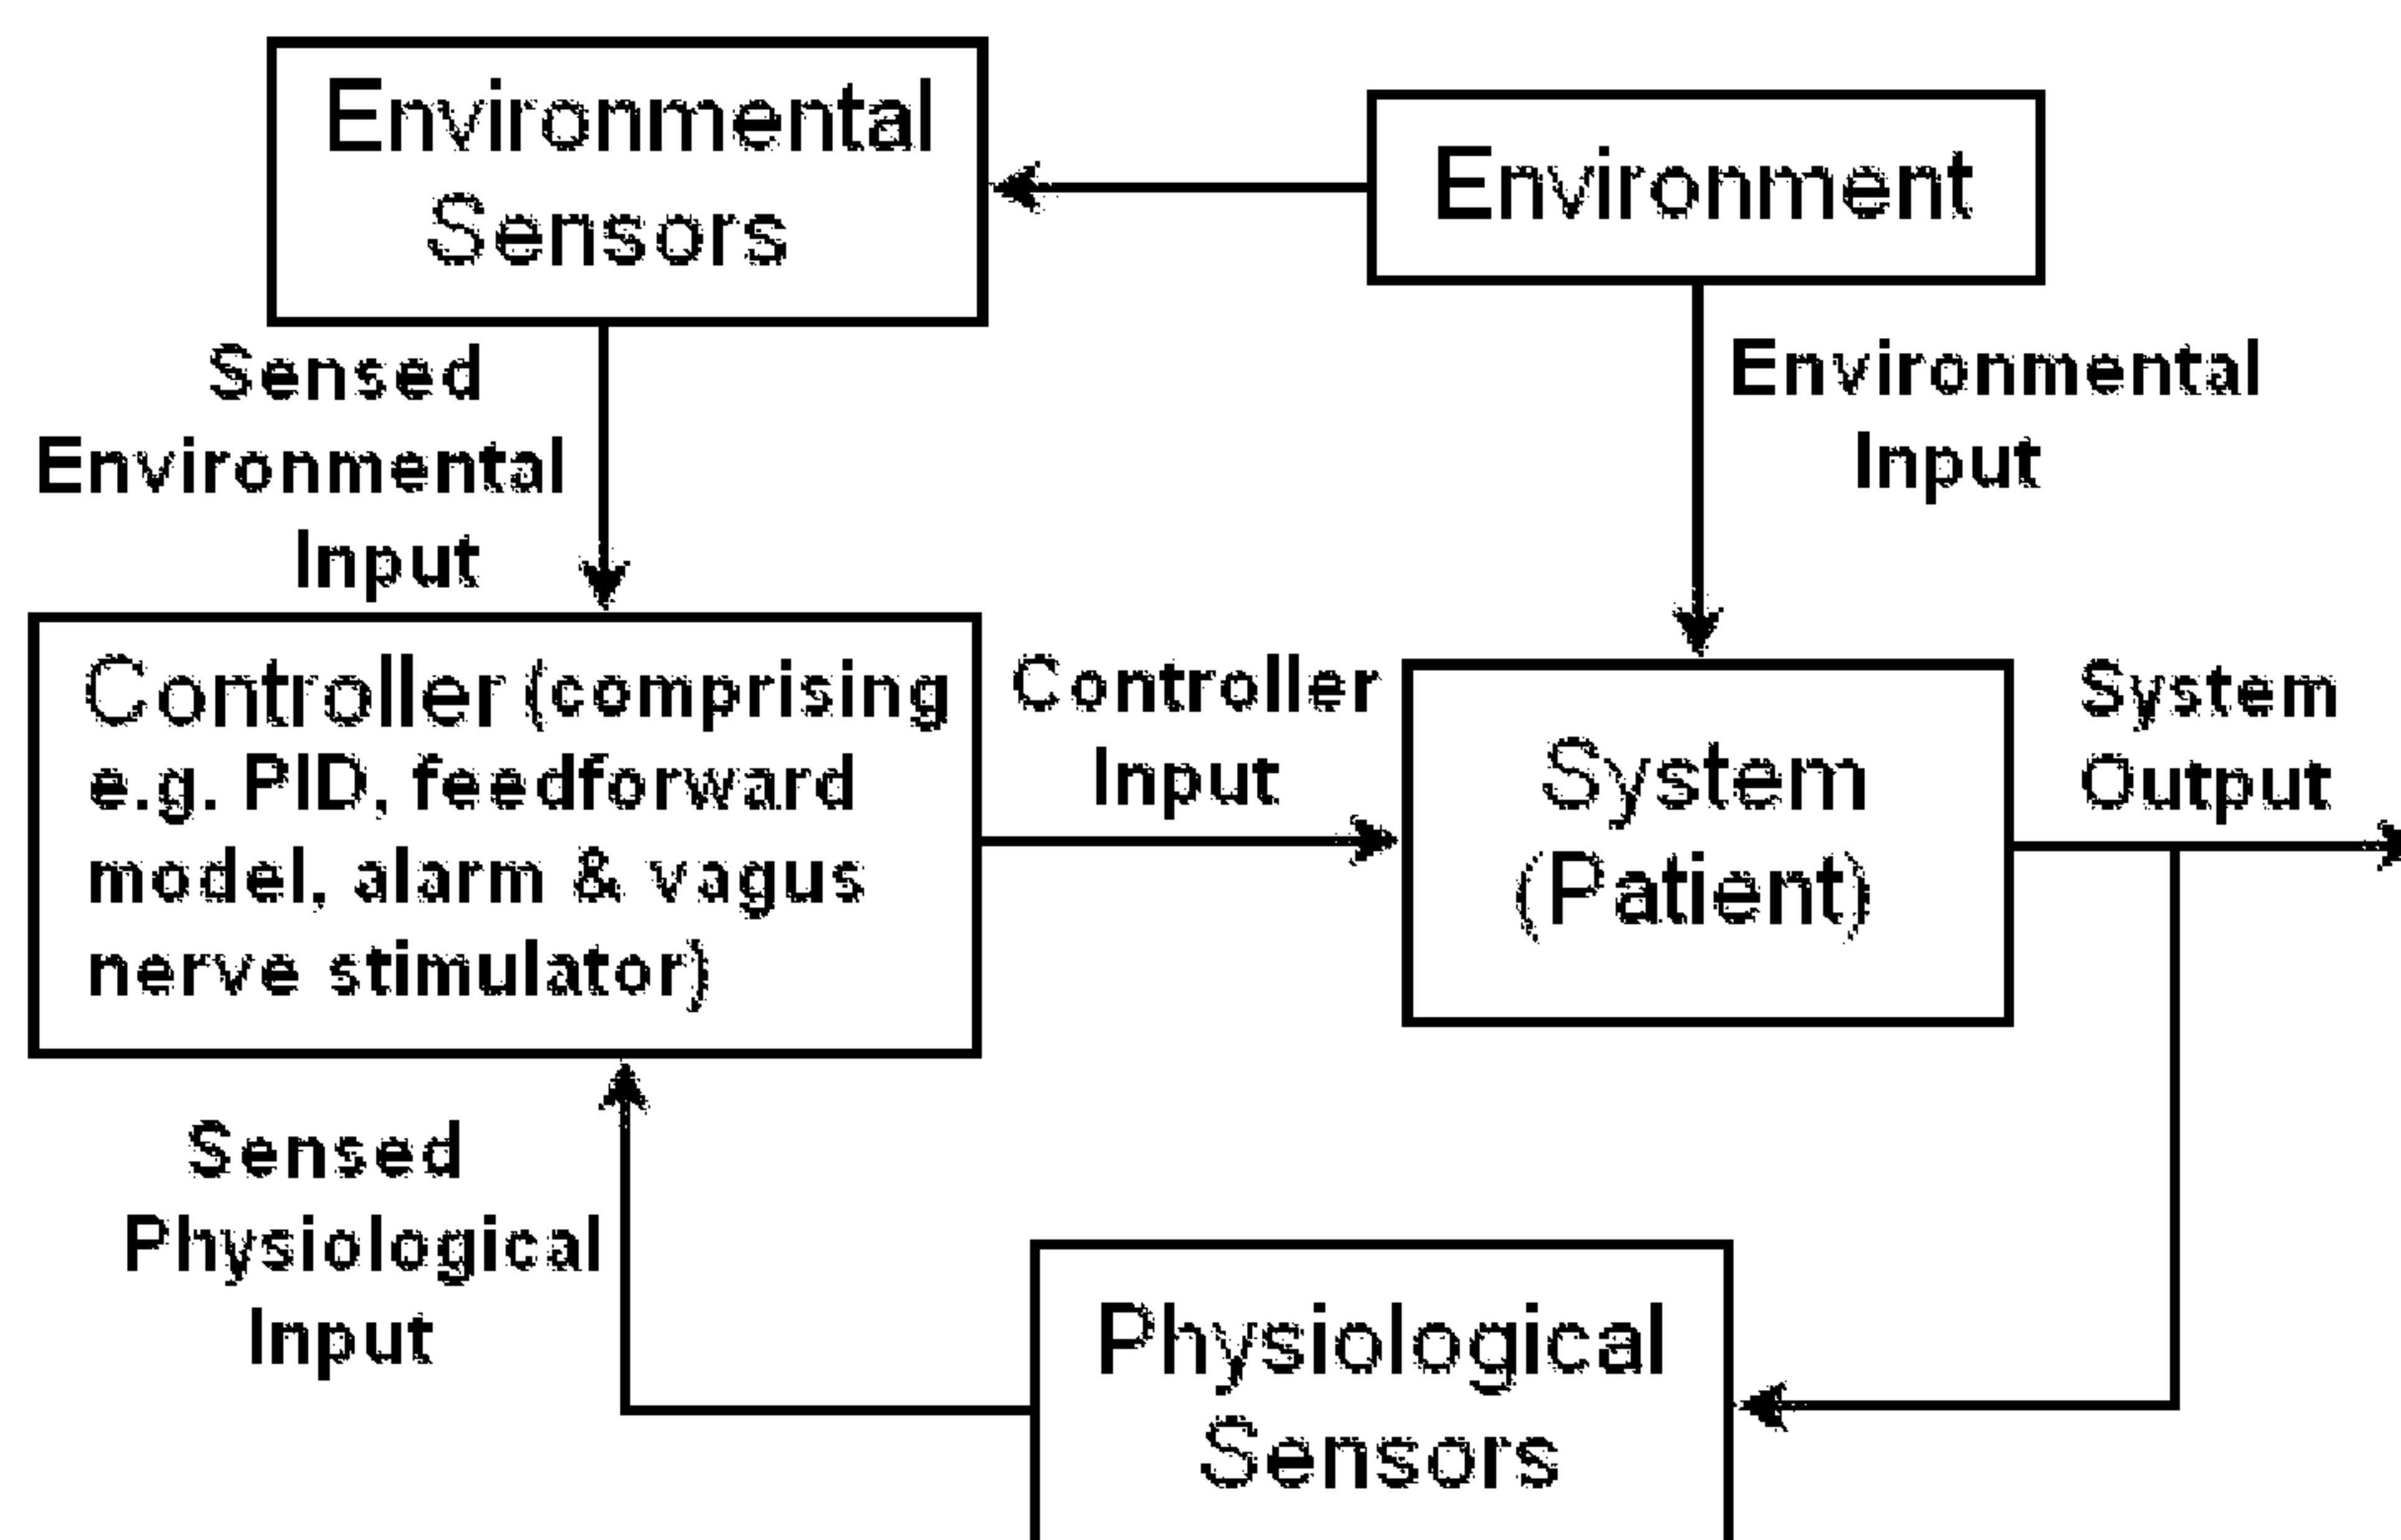 Environmental
Sensors
Environment
Sensed
Environmental
Input
Environmental
Input
Controller (comprising
e.g. PID, feedforward
model, alarm & vagus
nerve stimulator)
Controller
Input
System
(Patient)
System
Output
Sensed
Physiological
Input
Physiological
Sensors